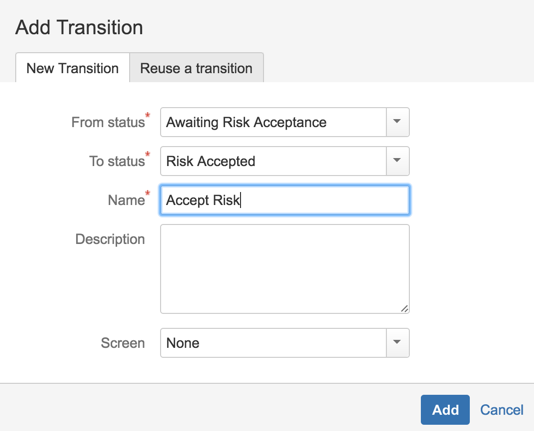 Add Transition
New Transition
Reuse a transition
From status*
Awaiting Risk Acceptance
To status*
Risk Accepted
Name*
Accept Risk
Description
Screen
None
Add
Cancel